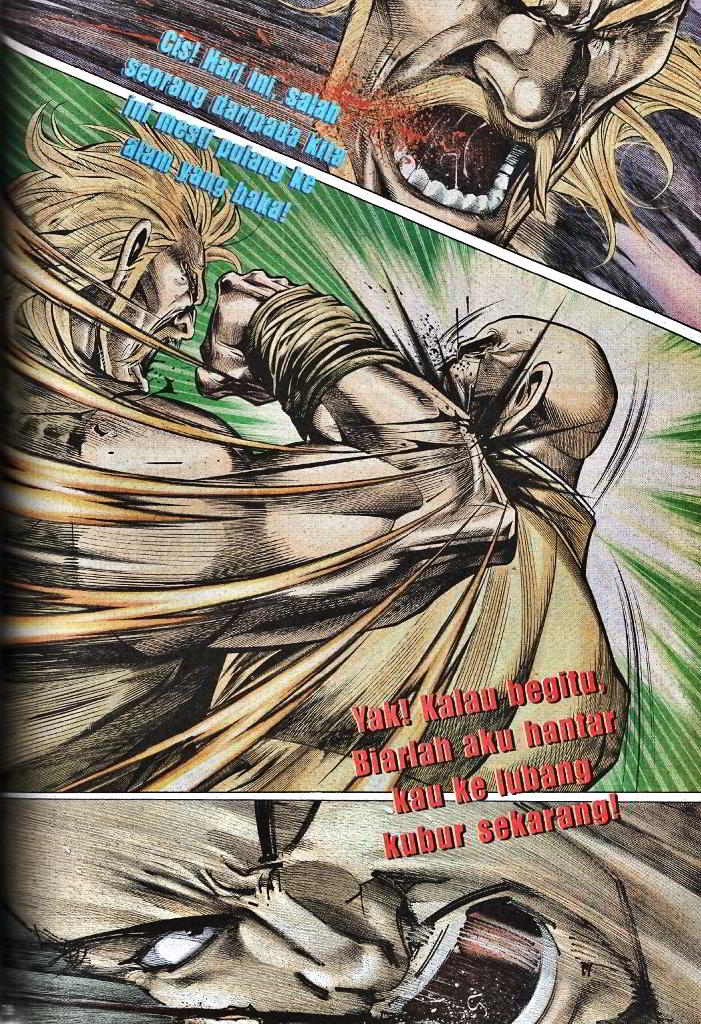 Cis! Hari ini, salah
seorang daripada kita
ini mesti pulang ke
alam yang baka!
Yak! Kalau begitu,
Biarlah aku hantar
kau ke lubang
kubur sekarang!